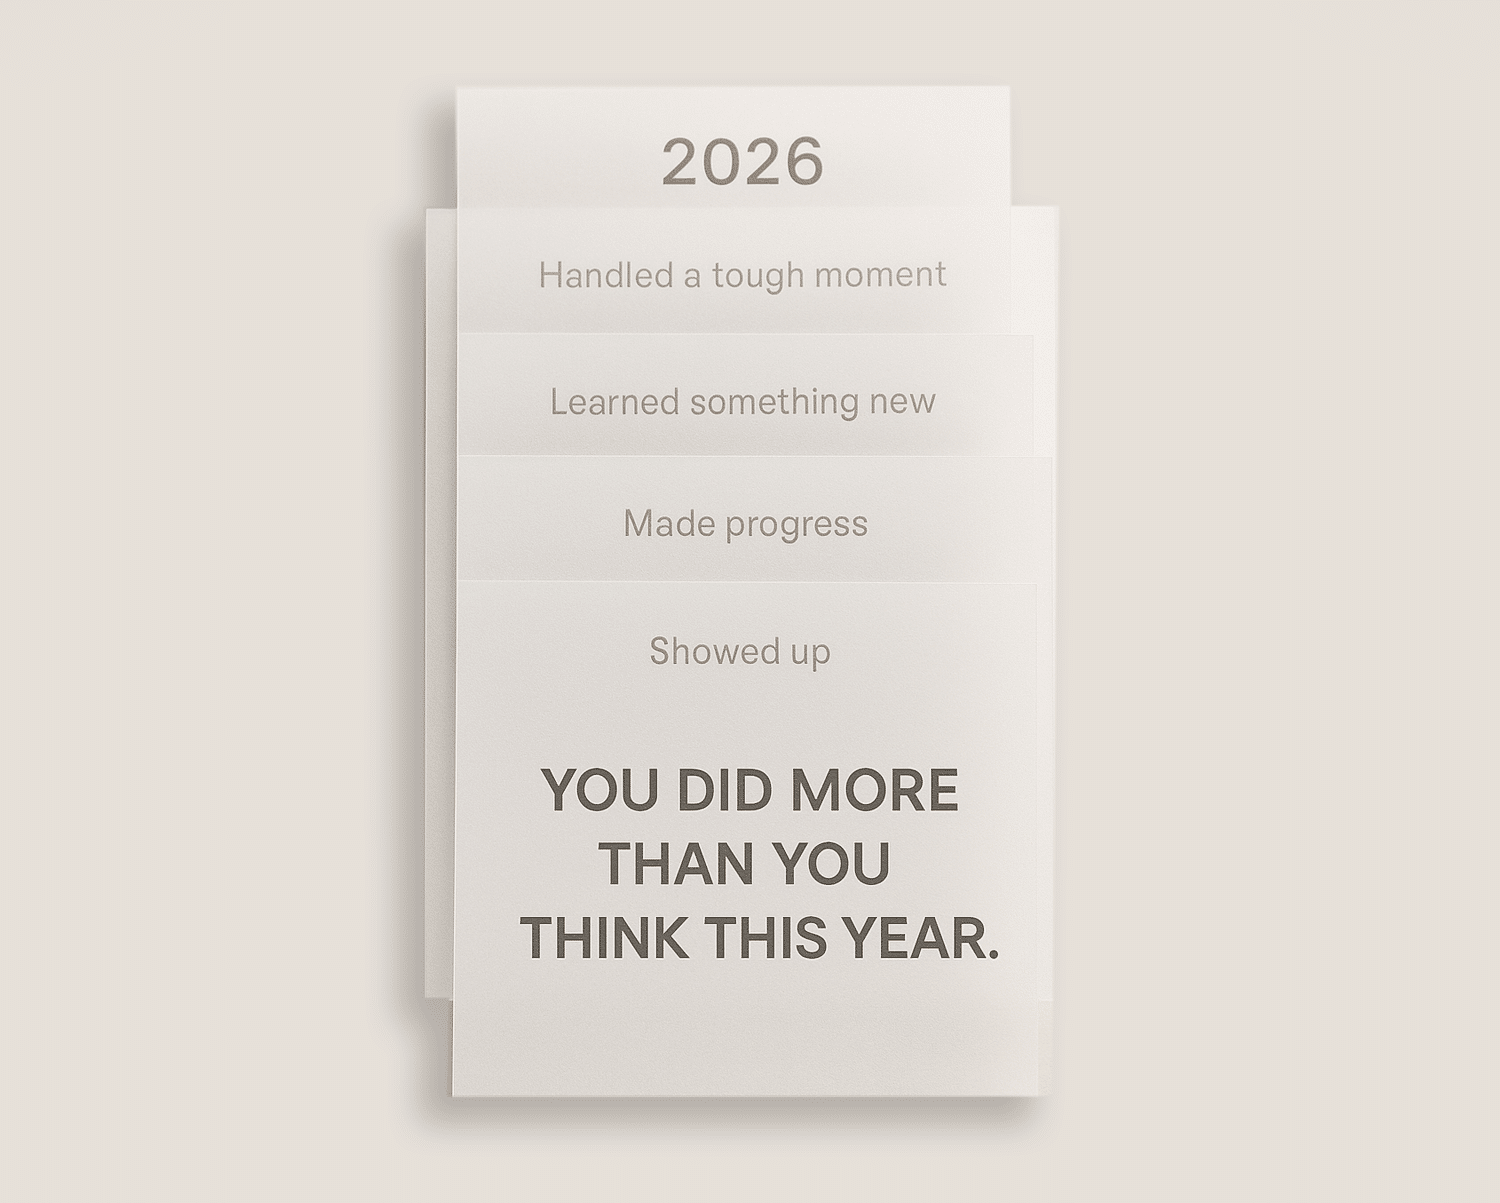 2026
Handled a tough moment
Learned something new
Made progress
Showed up
YOU DID MORE
THAN YOU
THINK THIS YEAR.